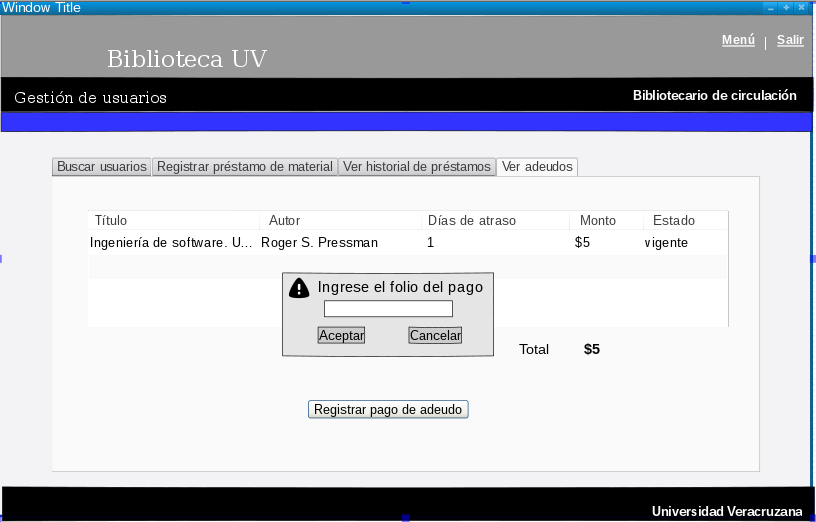 Window Title
Menú | Salir
Biblioteca UV
Gestión de usuarios
Bibliotecario de circulación
Buscar usuarios Registrar préstamo de material Ver historial de préstamos Ver adeudos
Título Autor Días de atraso Monto Estado
Ingeniería de software. U... Roger S. Pressman 1 $5 vigente
Ingrese el folio del pago
Aceptar Cancelar
Total $5
Registrar pago de adeudo
Universidad Veracruzana